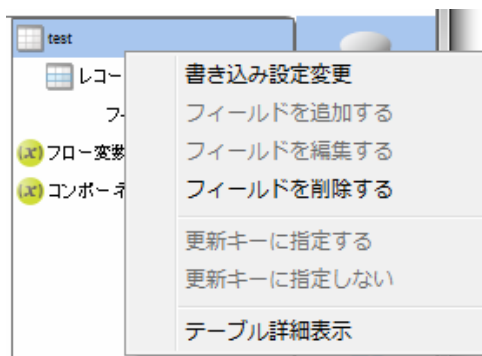 test
レコー
フ
フロー変数
コンポーネ
書き込み設定変更
フィールドを追加する
フィールドを編集する
フィールドを削除する
更新キーに指定する
更新キーに指定しない
テーブル詳細表示